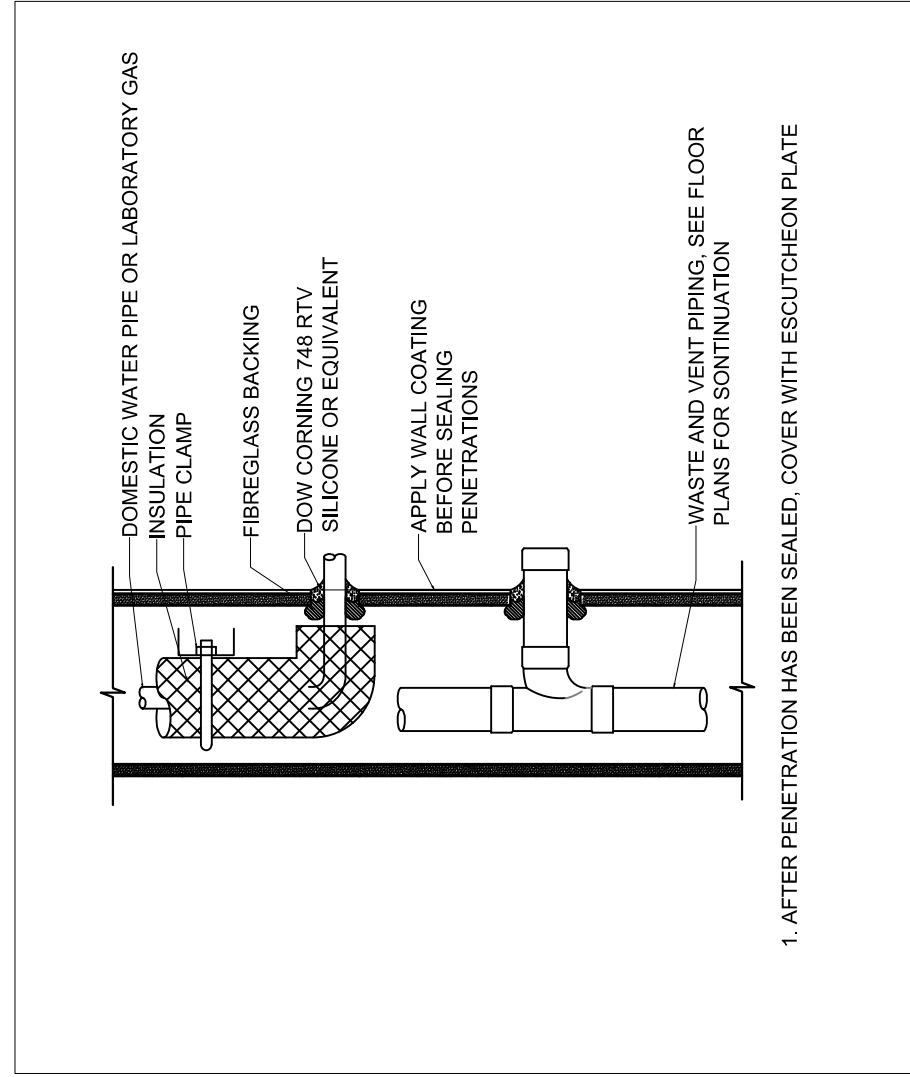 DOMESTIC WATER PIPE OR LABORATORY GAS
INSULATION
PIPE CLAMP
FIBREGLASS BACKING
DOW CORNING 748 RTV
SILICONE OR EQUIVALENT
APPLY WALL COATING
BEFORE SEALING
PENETRATIONS
WASTE AND VENT PIPING, SEE FLOOR
PLANS FOR SONTINUATION
1. AFTER PENETRATION HAS BEEN SEALED, COVER WITH ESCUTCHEON PLATE